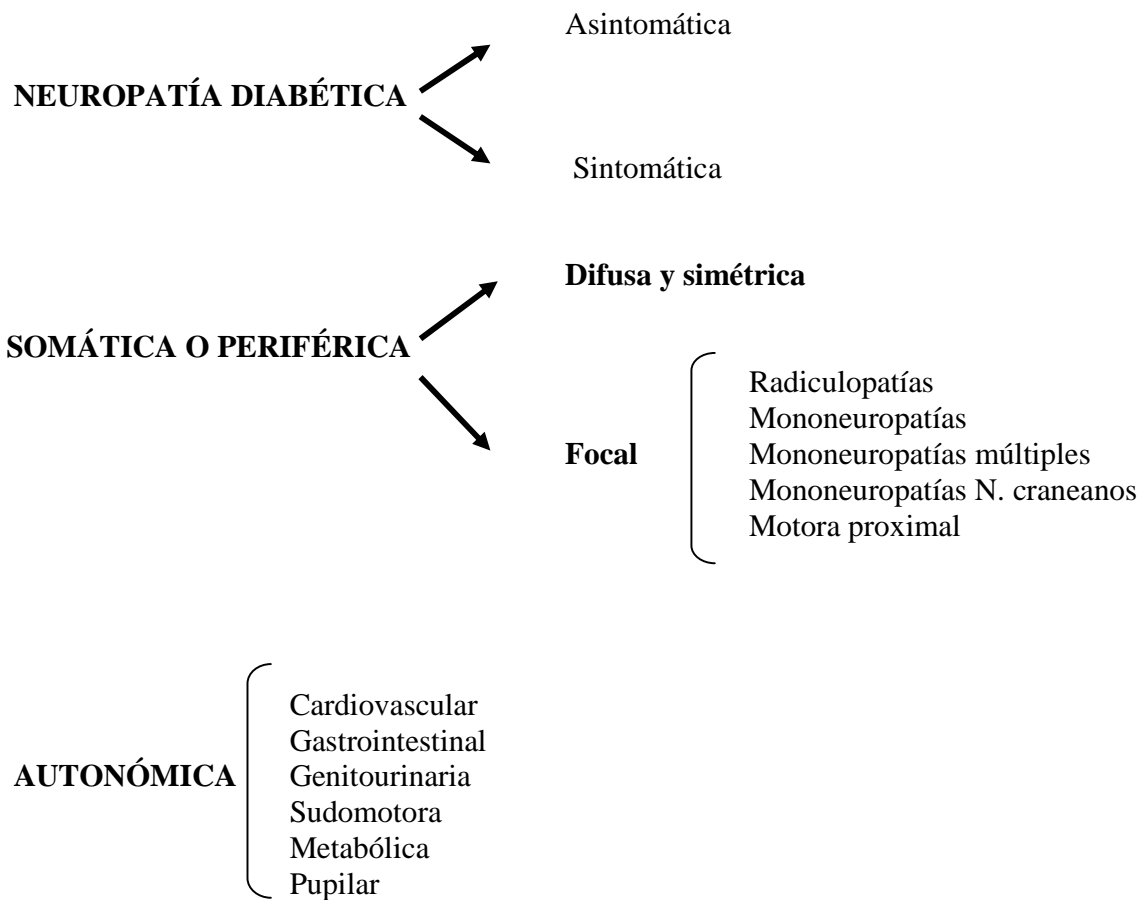 Asintomática
NEUROPATÍA DIABÉTICA
Sintomática
Difusa y simétrica
SOMÁTICA O PERIFÉRICA
Focal
Radiculopatías
Mononeuropatías
Mononeuropatías múltiples
Mononeuropatías N. craneanos
Motora proximal
AUTONÓMICA
Cardiovascular
Gastrointestinal
Genitourinaria
Sudomotora
Metabólica
Pupilar